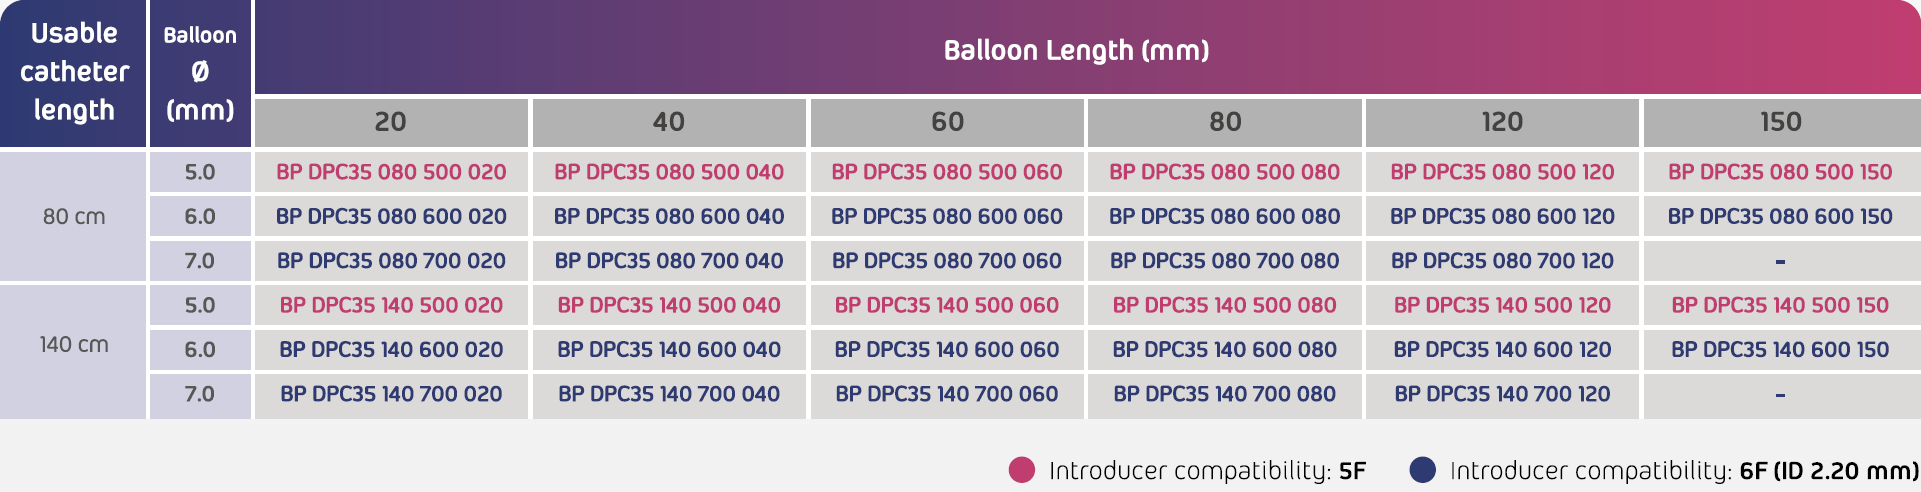 Usable catheter length
Balloon Ø (mm)
Balloon Length (mm)
20 40 60 80 120 150
80 cm
5.0 BP DPC35 080 500 020 BP DPC35 080 500 040 BP DPC35 080 500 060 BP DPC35 080 500 080 BP DPC35 080 500 120 BP DPC35 080 500 150
6.0 BP DPC35 080 600 020 BP DPC35 080 600 040 BP DPC35 080 600 060 BP DPC35 080 600 080 BP DPC35 080 600 120 BP DPC35 080 600 150
7.0 BP DPC35 080 700 020 BP DPC35 080 700 040 BP DPC35 080 700 060 BP DPC35 080 700 080 BP DPC35 080 700 120 -
140 cm
5.0 BP DPC35 140 500 020 BP DPC35 140 500 040 BP DPC35 140 500 060 BP DPC35 140 500 080 BP DPC35 140 500 120 BP DPC35 140 500 150
6.0 BP DPC35 140 600 020 BP DPC35 140 600 040 BP DPC35 140 600 060 BP DPC35 140 600 080 BP DPC35 140 600 120 BP DPC35 140 600 150
7.0 BP DPC35 140 700 020 BP DPC35 140 700 040 BP DPC35 140 700 060 BP DPC35 140 700 080 BP DPC35 140 700 120 -
Introducer compatibility: 5F Introducer compatibility: 6F (ID 2.20 mm)